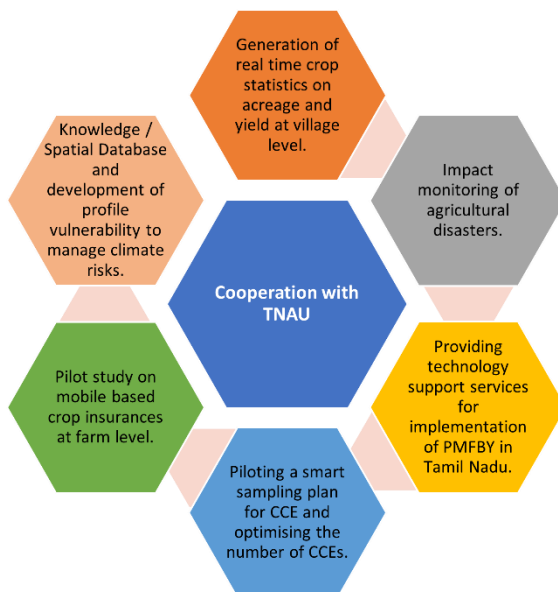 Generation of
real time crop
statistics on
acreage and
yield at village
level.
Impact
monitoring of
agricultural
disasters.
Providing
technology
support services
for
implementation
of PMFBY in
Tamil Nadu.
Piloting a smart
sampling plan
for CCE and
optimising the
number of CCEs.
Pilot study on
mobile based
crop insurances
at farm level.
Knowledge /
Spatial Database
and
development of
profile
vulnerability to
manage climate
risks.
Cooperation with
TNAU